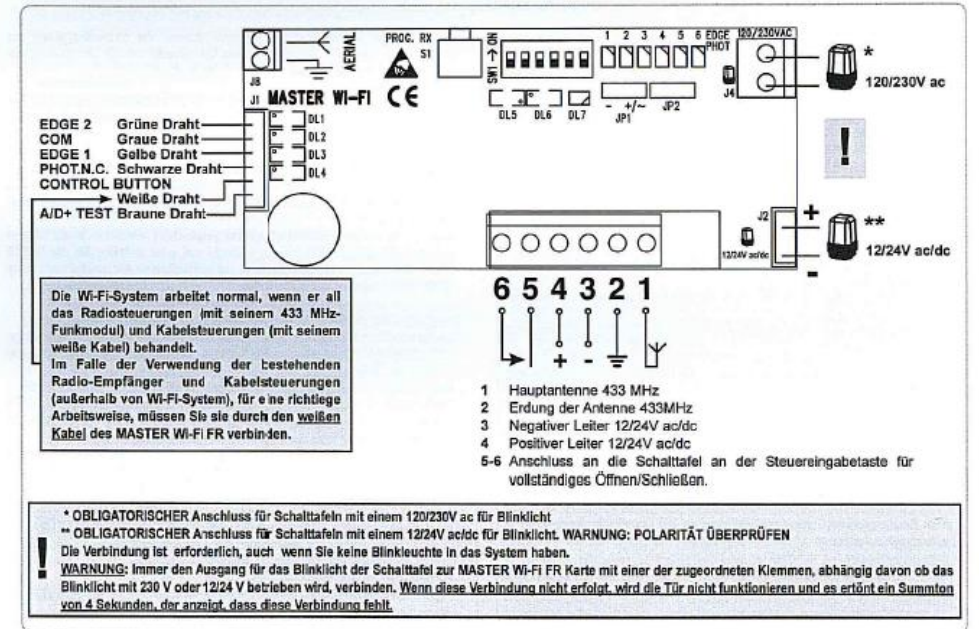 AERIAL
PROG. RX
S1
SW1 → ON
1 2 3 4 5 6 EDGE
PHOT
120/230VAC
*
J4
120/230V ac
J8
J1 MASTER WI-FI CE
DL1
DL2
DL3
DL4
DL5 DL6 DL7
- +/~
JP1
JP2
!
EDGE 2 Grüne Draht
COM Graue Draht
EDGE 1 Gelbe Draht
PHOT.N.C. Schwarze Draht
CONTROL BUTTON
Weiße Draht
A/D+ TEST Braune Draht
J2
+
**
12/24V ac/dc
12/24V ac/dc
-
6 5 4 3 2 1
+ -
Die Wi-Fi-System arbeitet normal, wenn er all
das Radiosteuerungen (mit seinem 433 MHz-
Funkmodul) und Kabelsteuerungen (mit seinem
weiße Kabel) behandelt.
Im Falle der Verwendung der bestehenden
Radio-Empfänger und Kabelsteuerungen
(außerhalb von Wi-Fi-System), für eine richtiege
Arbeitsweise, müssen Sie sie durch den weißen
Kabel des MASTER Wi-Fi FR verbinden.
1 Hauptantenne 433 MHz
2 Erdung der Antenne 433MHz
3 Negativer Leiter 12/24V ac/dc
4 Positiver Leiter 12/24V ac/dc
5-6 Anschluss an die Schalttafel an der Steuereingabetaste für
vollständiges Öffnen/Schließen.
* OBLIGATORISCHER Anschluss für Schalttafeln mit einem 120/230V ac für Blinklicht
** OBLIGATORISCHER Anschluss für Schalttafeln mit einem 12/24V ac/dc für Blinklicht. WARNUNG: POLARITÄT ÜBERPRÜFEN
Die Verbindung ist erforderlich, auch wenn Sie keine Blinkleuchte in das System haben.
! WARNUNG: Immer den Ausgang für das Blinklicht der Schalttafel zur MASTER Wi-Fi FR Karte mit einer der zugeordneten Klemmen, abhängig davon ob das
Blinklicht mit 230 V oder 12/24 V betrieben wird, verbinden. Wenn diese Verbindung nicht erfolgt, wird die Tür nicht funktionieren und es ertönt ein Summton
von 4 Sekunden, der anzeigt, dass diese Verbindung fehlt.